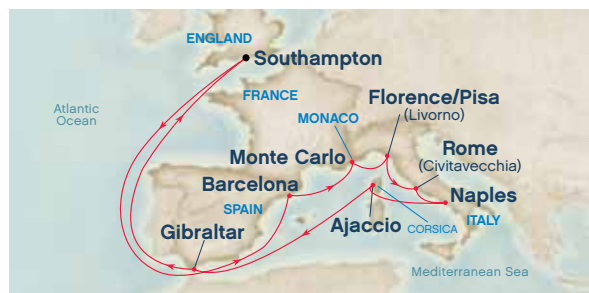 ENGLAND
Southampton
FRANCE
Florence/Pisa
(Livorno)
Atlantic
Ocean
MONACO
Rome
(Civitavecchia)
Monte Carlo
Barcelona
Naples
SPAIN
Gibraltar
Ajaccio
CORSICA
ITALY
Mediterranean Sea